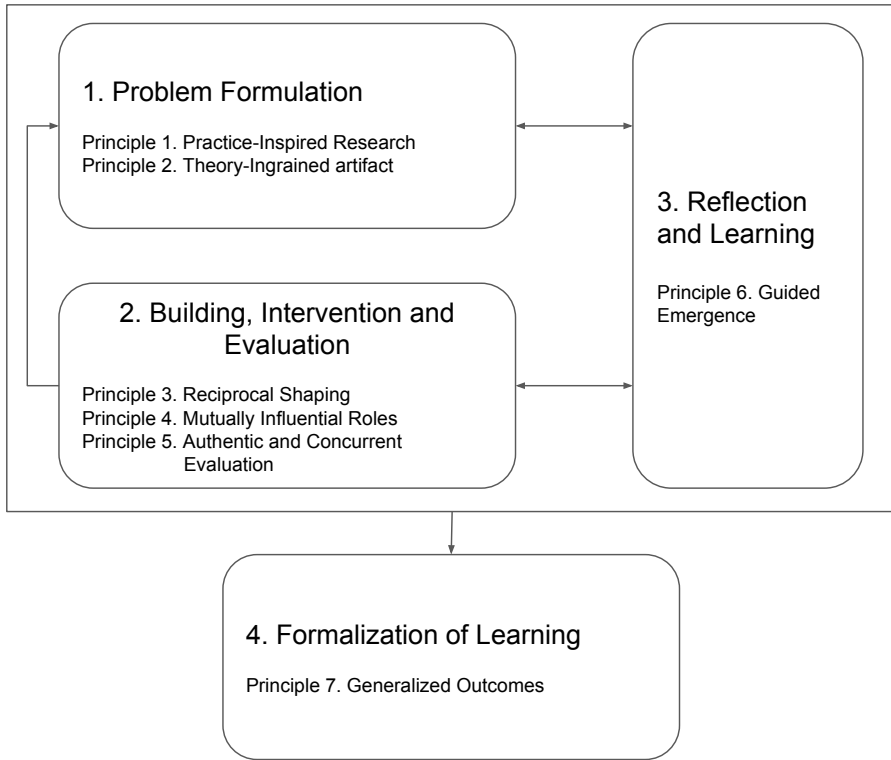 1. Problem Formulation
Principle 1. Practice-Inspired Research
Principle 2. Theory-Ingrained artifact
2. Building, Intervention and
Evaluation
Principle 3. Reciprocal Shaping
Principle 4. Mutually Influential Roles
Principle 5. Authentic and Concurrent
Evaluation
3. Reflection
and Learning
Principle 6. Guided
Emergence
4. Formalization of Learning
Principle 7. Generalized Outcomes